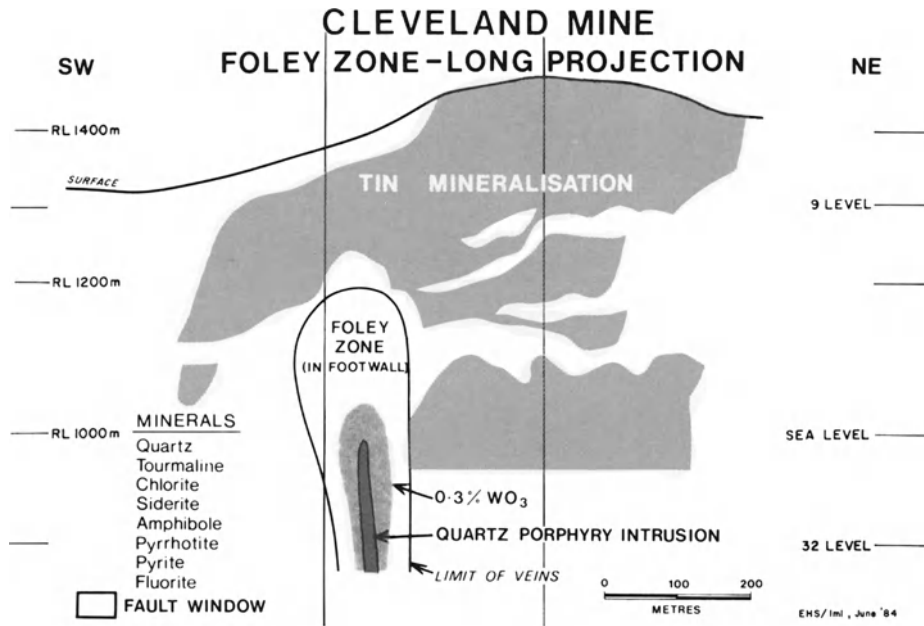 CLEVELAND MINE
FOLEY ZONE-LONG PROJECTION
SW
NE
RL 1400m
SURFACE
TIN MINERALISATION
9 LEVEL
RL 1200m
FOLEY
ZONE
(IN FOOTWALL)
MINERALS
RL 1000m
SEA LEVEL
Quartz
Tourmaline
Chlorite
Siderite
Amphibole
Pyrrhotite
Pyrite
Fluorite
0·3% WO₃
QUARTZ PORPHYRY INTRUSION
32 LEVEL
LIMIT OF VEINS
FAULT WINDOW
0 100 200
METRES
EHS/lml, June '84